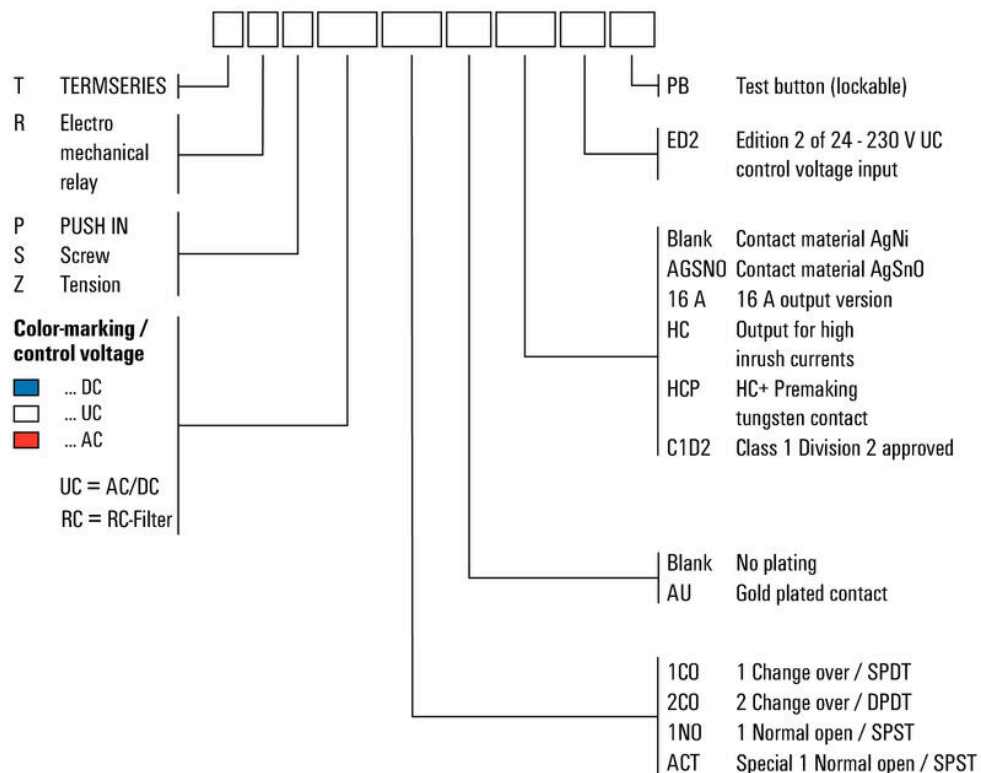 T TERMSERIES
R Electro
mechanical
relay
P PUSH IN
S Screw
Z Tension
Color-marking /
control voltage
... DC
... UC
... AC
UC = AC/DC
RC = RC-Filter
PB Test button (lockable)
ED2 Edition 2 of 24 - 230 V UC
control voltage input
Blank Contact material AgNi
AGSNO Contact material AgSnO
16 A 16 A output version
HC Output for high
inrush currents
HCP HC+ Premaking
tungsten contact
C1D2 Class 1 Division 2 approved
Blank No plating
AU Gold plated contact
1CO 1 Change over / SPDT
2CO 2 Change over / DPDT
1NO 1 Normal open / SPST
ACT Special 1 Normal open / SPST